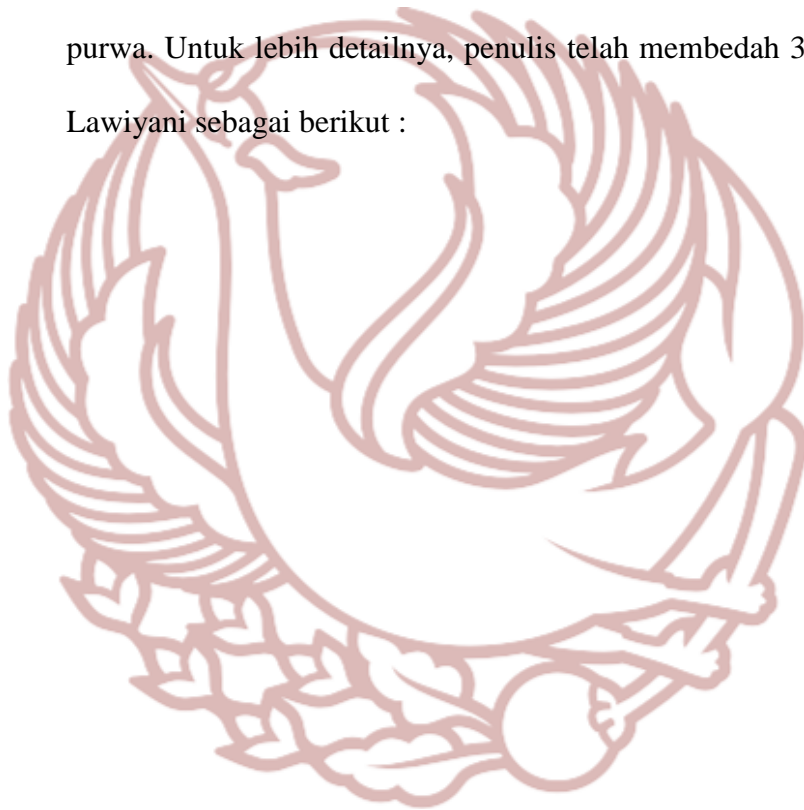 purwa. Untuk lebih detailnya, penulis telah membedah 3
Lawiyani sebagai berikut :